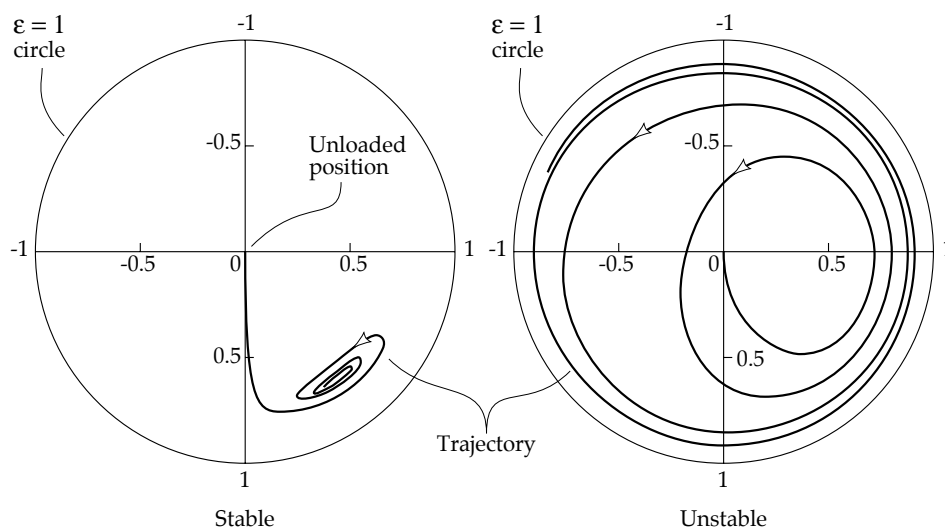 ε = 1
circle
-1
-0.5
Unloaded
position
-1
-0.5
0
0.5
1
0.5
1
Stable
Trajectory
ε = 1
circle
-1
-0.5
-1
-0.5
0
0.5
1
0.5
1
Unstable